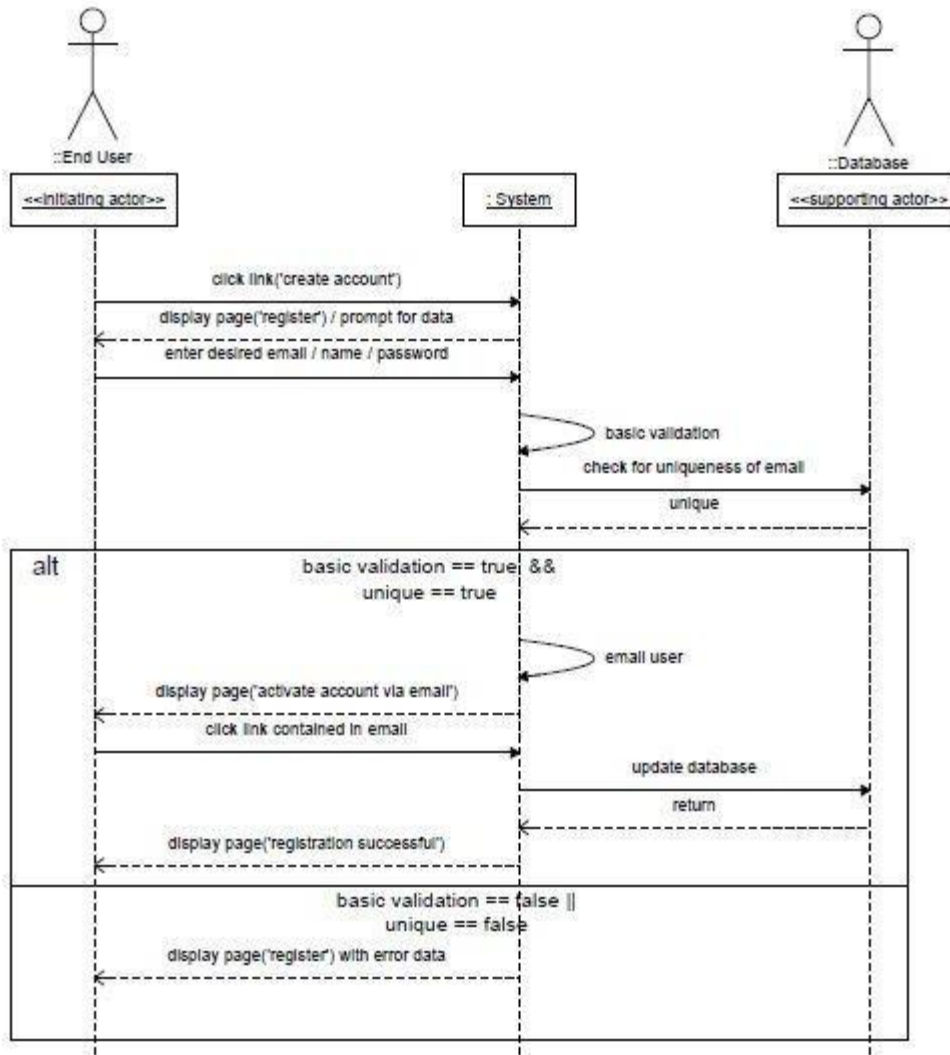 ::End User
::Database
<<initiating actor>>
: System
<<supporting actor>>
click link('create account')
display page('register') / prompt for data
enter desired email / name / password
basic validation
check for uniqueness of email
unique
alt
basic validation == true &&
unique == true
email user
display page('activate account via email')
click link contained in email
update database
return
display page('registration successful')
basic validation == false ||
unique == false
display page('register') with error data